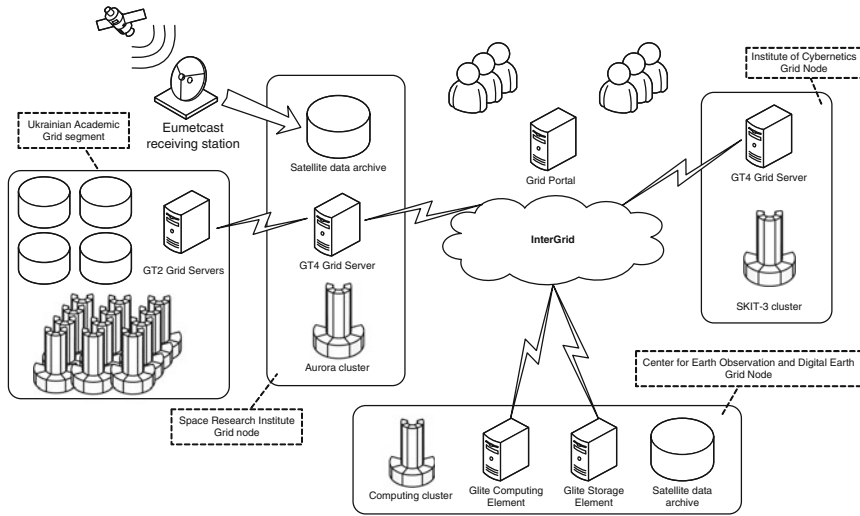 Institute of Cybernetics
Grid Node
Ukrainian Academic
Grid segment
Eumetcast
receiving station
Satellite data archive
Grid Portal
GT4 Grid Server
InterGrid
GT2 Grid Servers
GT4 Grid Server
SKIT-3 cluster
Aurora cluster
Center for Earth Observation and Digital Earth
Grid Node
Space Research Institute
Grid node
Computing cluster
Glite Computing
Element
Glite Storage
Element
Satellite data
archive